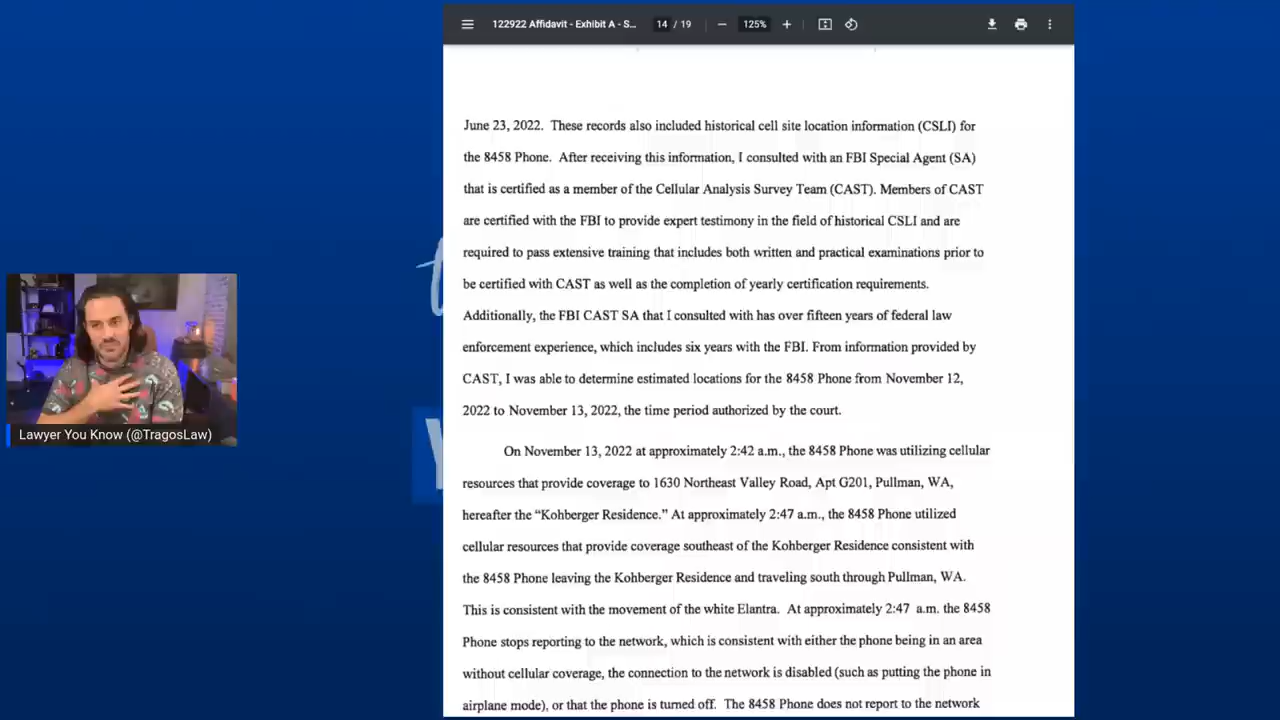 122922 Affidavit - Exhibit A - S...
14 / 19
125%
June 23, 2022. These records also included historical cell site location information (CSLI) for
the 8458 Phone. After receiving this information, I consulted with an FBI Special Agent (SA)
that is certified as a member of the Cellular Analysis Survey Team (CAST). Members of CAST
are certified with the FBI to provide expert testimony in the field of historical CSLI and are
required to pass extensive training that includes both written and practical examinations prior to
be certified with CAST as well as the completion of yearly certification requirements.
Additionally, the FBI CAST SA that I consulted with has over fifteen years of federal law
enforcement experience, which includes six years with the FBI. From information provided by
CAST, I was able to determine estimated locations for the 8458 Phone from November 12,
2022 to November 13, 2022, the time period authorized by the court.
On November 13, 2022 at approximately 2:42 a.m., the 8458 Phone was utilizing cellular
resources that provide coverage to 1630 Northeast Valley Road, Apt G201, Pullman, WA,
hereafter the “Kohberger Residence.” At approximately 2:47 a.m., the 8458 Phone utilized
cellular resources that provide coverage southeast of the Kohberger Residence consistent with
the 8458 Phone leaving the Kohberger Residence and traveling south through Pullman, WA.
This is consistent with the movement of the white Elantra. At approximately 2:47 a.m. the 8458
Phone stops reporting to the network, which is consistent with either the phone being in an area
without cellular coverage, the connection to the network is disabled (such as putting the phone in
airplane mode), or that the phone is turned off. The 8458 Phone does not report to the network
Lawyer You Know (@TragosLaw)